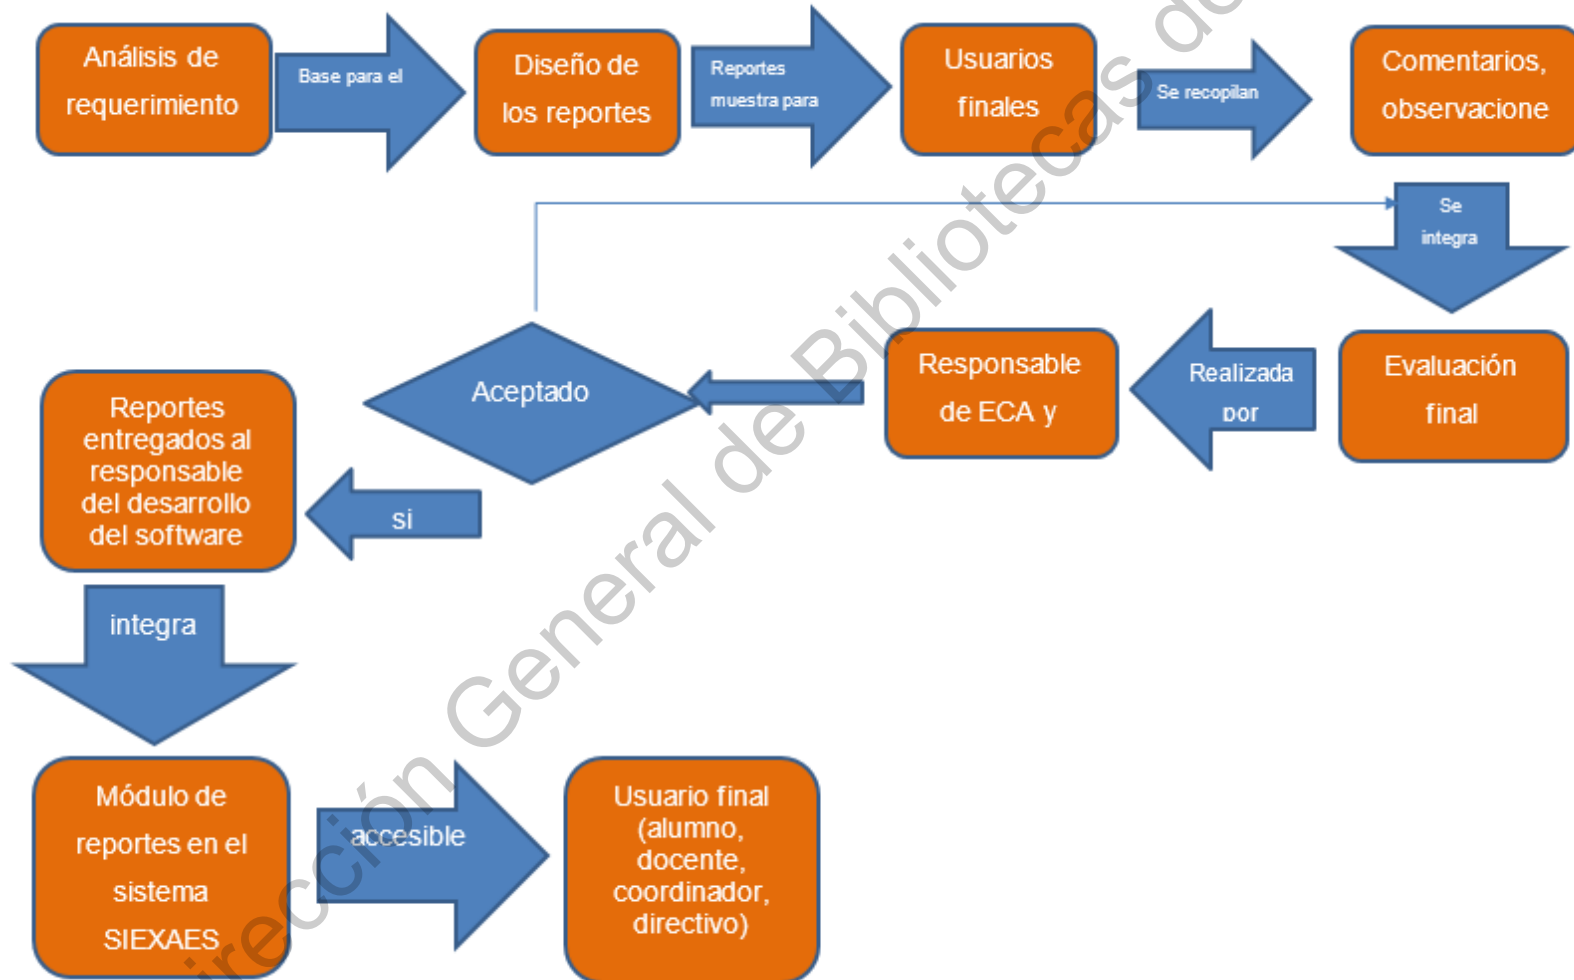 Análisis de
requerimiento
Base para el
Diseño de
los reportes
Reportes
muestra para
Usuarios
finales
Se recopilan
Comentarios,
observacione
Se
integra
Evaluación
final
Realizada
por
Responsable
de ECA y
Aceptado
si
Reportes
entregados al
responsable
del desarrollo
del software
integra
Módulo de
reportes en el
sistema
SIEXAES
accesible
Usuario final
(alumno,
docente,
coordinador,
directivo)
irección General de Bibliotecas de